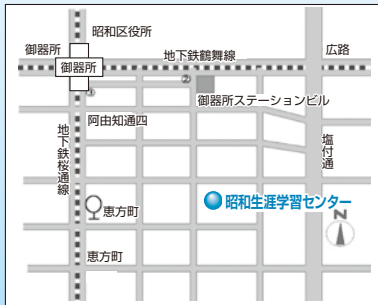 昭和区役所
御器所
地下鉄鶴舞線
広路
御器所
②
①
御器所ステーションビル
阿由知通四
地下鉄桜通線
塩付通
恵方町
昭和生涯学習センター
N
恵方町